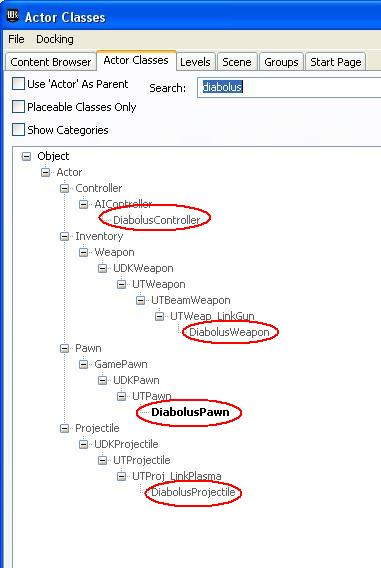 UDK Actor Classes
File Docking
Content Browser Actor Classes Levels Scene Groups Start Page
Use 'Actor' As Parent Search: diabolus
Placeable Classes Only
Show Categories
Object
Actor
Controller
AIController
DiabolusController
Inventory
Weapon
UDKWeapon
UTWeapon
UTBeamWeapon
UTWeap_LinkGun
DiabolusWeapon
Pawn
GamePawn
UDKPawn
UTPawn
DiabolusPawn
Projectile
UDKProjectile
UTProjectile
UTProj_LinkPlasma
DiabolusProjectile